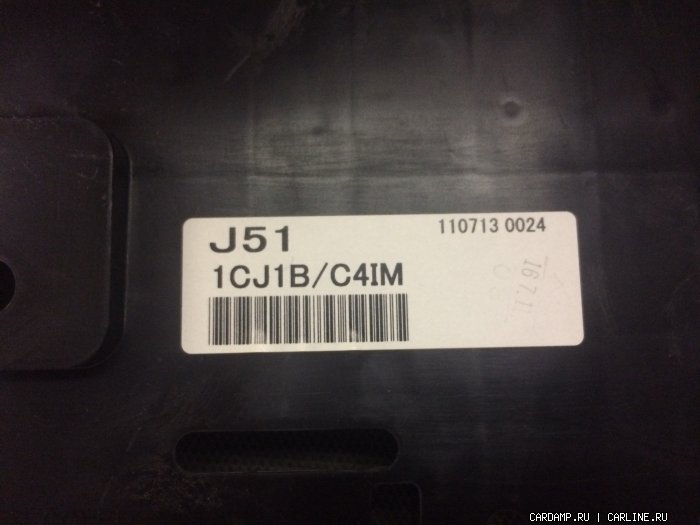 J51
110713 0024
1CJ1B/C4IM
CARDAMP.RU | CARLINE.RU